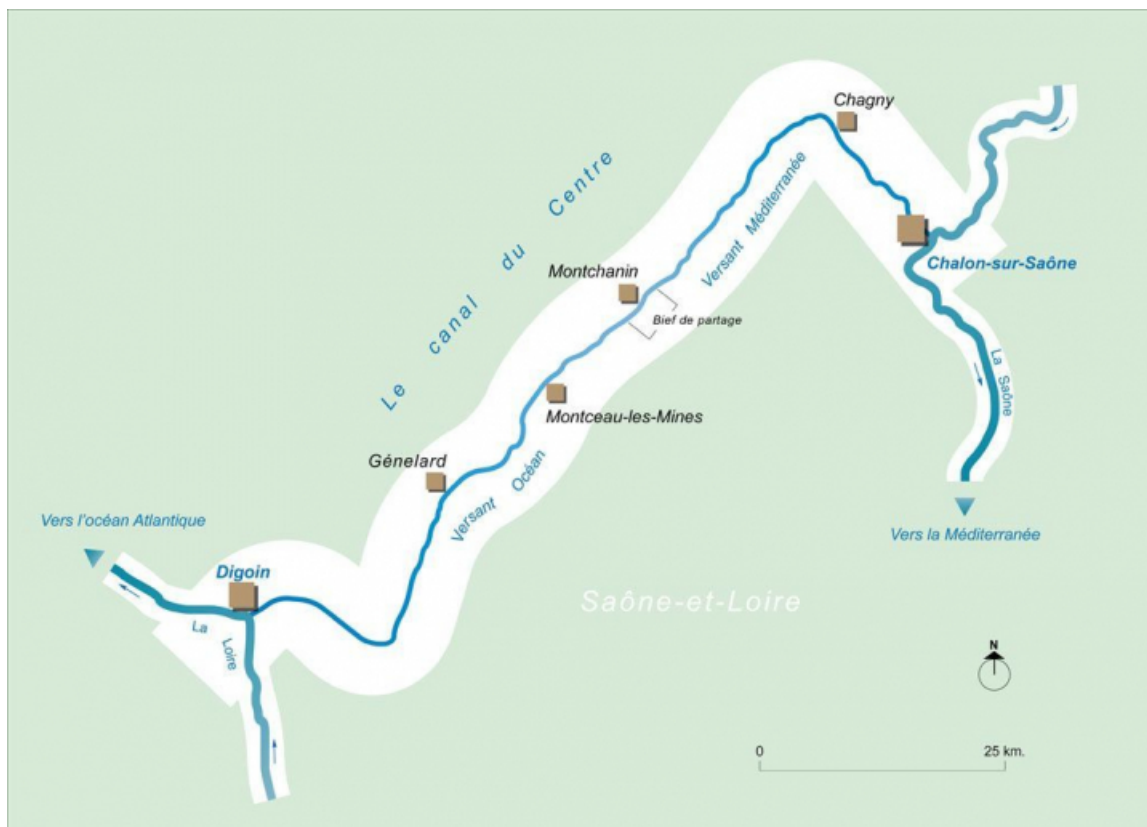 Chagny
Le canal du Centre
Versant Méditerranée
Chalon-sur-Saône
Montchanin
Bief de partage
La Saône
Montceau-les-Mines
Génelard
Versant Océan
Vers l'océan Atlantique
Vers la Méditerranée
Digoin
Saône-et-Loire
La Loire
N
0 25 km.